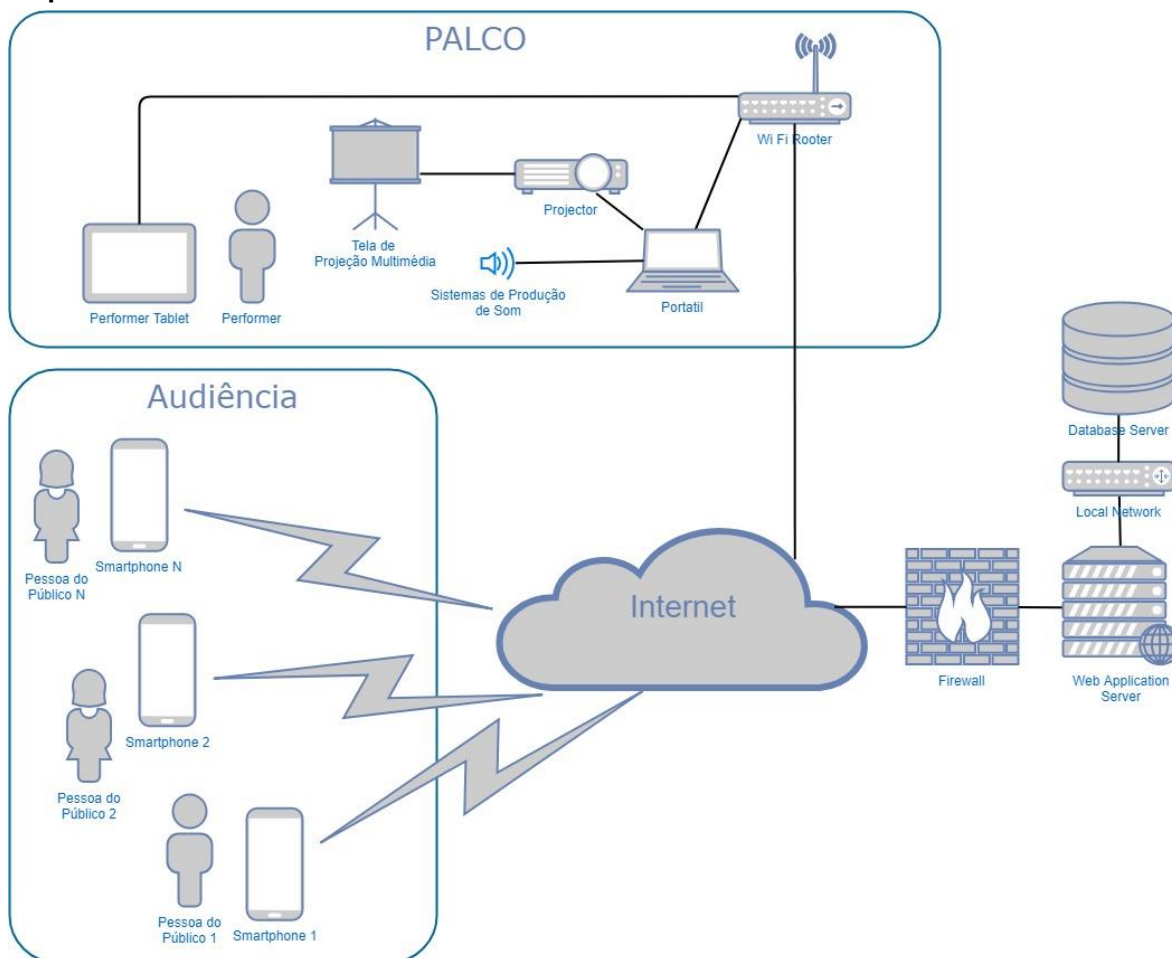 PALCO
Wi Fi Rooter
Projector
Tela de
Projeção Multimédia
Sistemas de Produção
de Som
Portatil
Performer Tablet
Performer
Audiência
Database Server
Local Network
Pessoa do
Público N
Smartphone N
Internet
Firewall
Web Application
Server
Smartphone 2
Pessoa do
Público 2
Pessoa do
Público 1
Smartphone 1